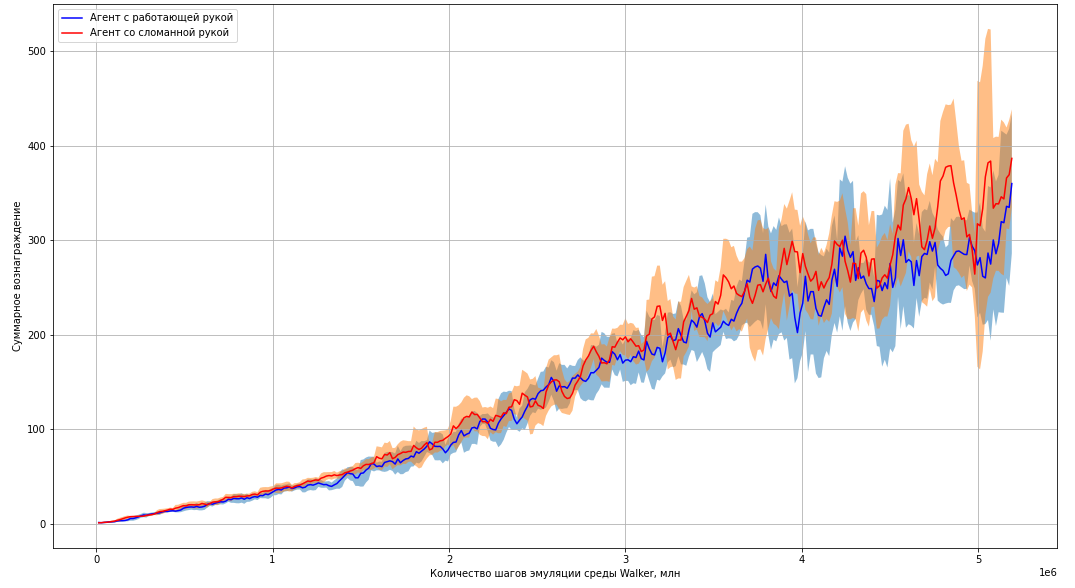 Агент с работающей рукой
Агент со сломанной рукой
500
400
300
200
100
0
Суммарное вознаграждение
0 1 2 3 4 5
1e6
Количество шагов эмуляции среды Walker, млн